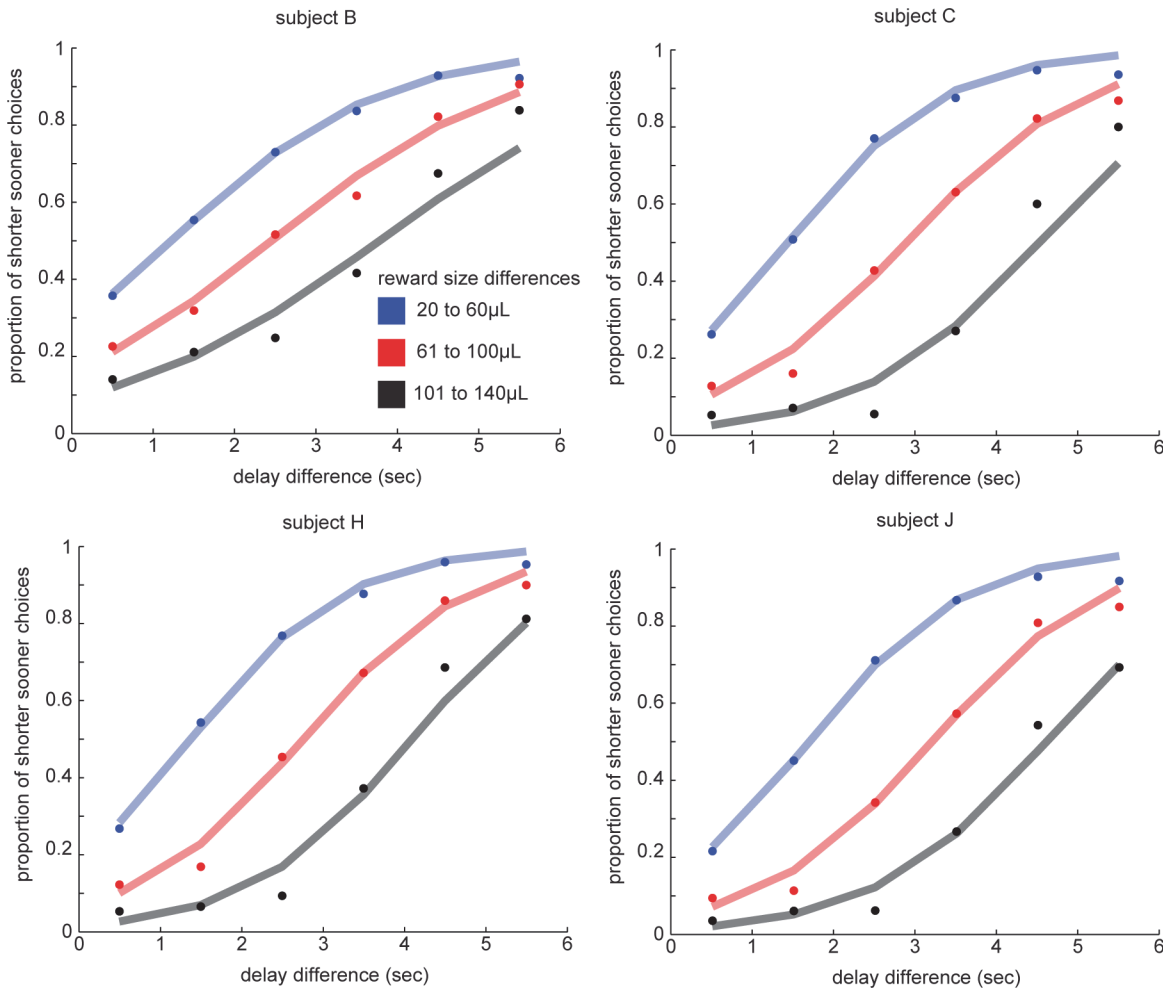 subject B
proportion of shorter sooner choices
1
0.8
0.6
0.4
0.2
0
0 1 2 3 4 5 6
delay difference (sec)
reward size differences
20 to 60µL
61 to 100µL
101 to 140µL
subject C
proportion of shorter sooner choices
1
0.8
0.6
0.4
0.2
0
0 1 2 3 4 5 6
delay difference (sec)
subject H
proportion of shorter sooner choices
1
0.8
0.6
0.4
0.2
0
0 1 2 3 4 5 6
delay difference (sec)
subject J
proportion of shorter sooner choices
1
0.8
0.6
0.4
0.2
0
0 1 2 3 4 5 6
delay difference (sec)